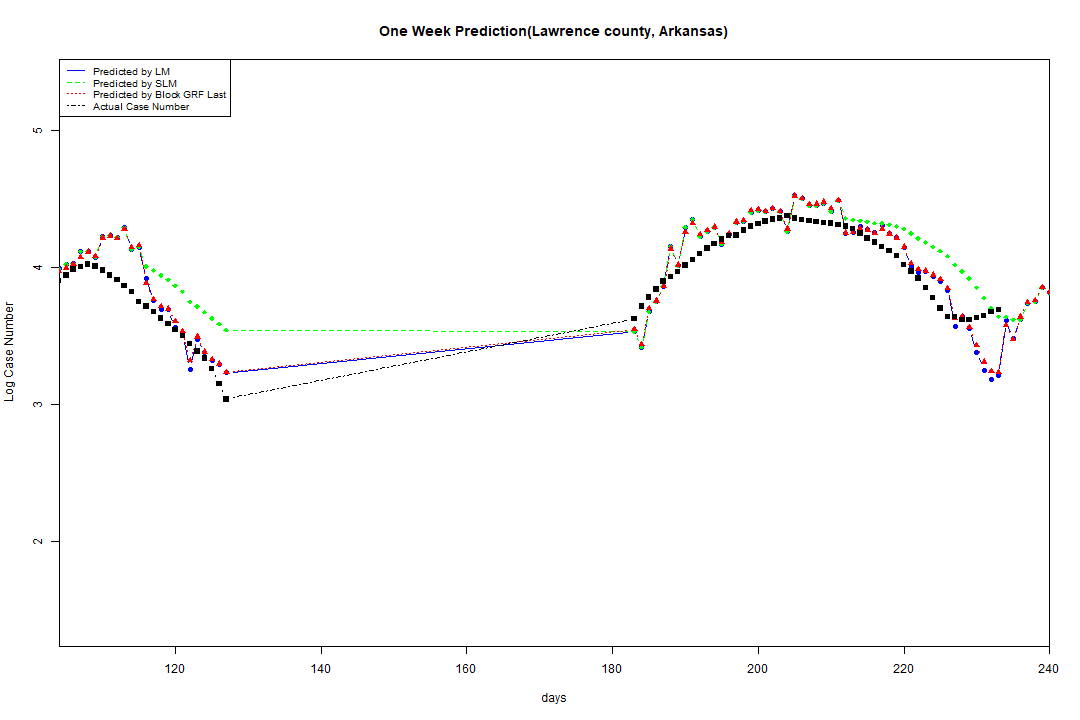 One Week Prediction(Lawrence county, Arkansas)
Predicted by LM
Predicted by SLM
Predicted by Block GRF Last
Actual Case Number
5
4
3
2
Log Case Number
120 140 160 180 200 220 240
days